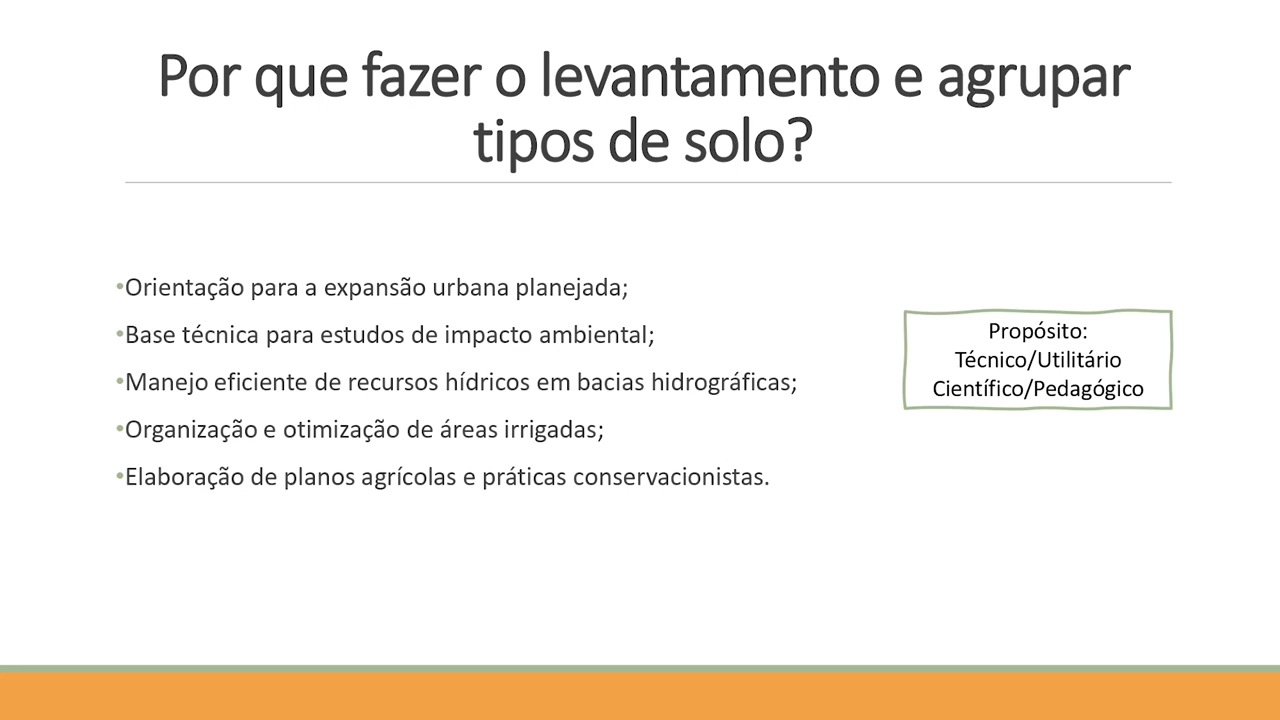 Por que fazer o levantamento e agrupar
tipos de solo?
•Orientação para a expansão urbana planejada;
•Base técnica para estudos de impacto ambiental;
•Manejo eficiente de recursos hídricos em bacias hidrográficas;
•Organização e otimização de áreas irrigadas;
•Elaboração de planos agrícolas e práticas conservacionistas.
Propósito:
Técnico/Utilitário
Científico/Pedagógico